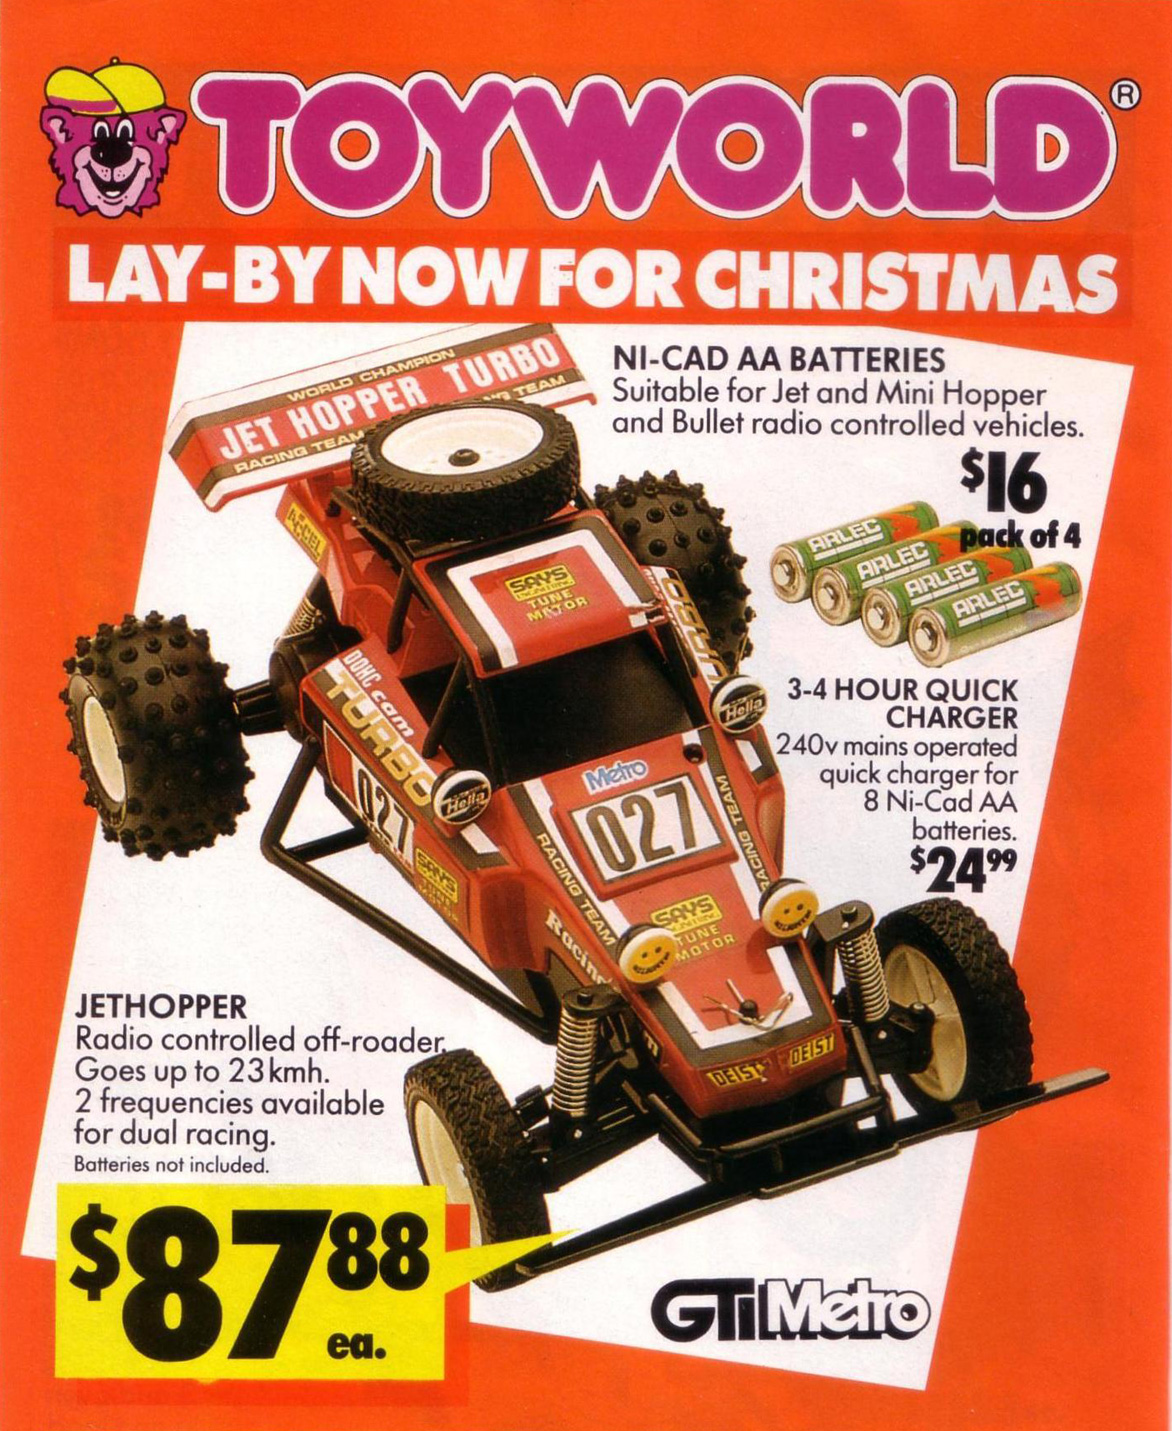 TOYWORLD®
LAY-BY NOW FOR CHRISTMAS
WORLD CHAMPION
JET HOPPER TURBO
RACING TEAM
NI-CAD AA BATTERIES
Suitable for Jet and Mini Hopper
and Bullet radio controlled vehicles.
$16
pack of 4
ARLEC
ARLEC
ARLEC
ARLEC
3-4 HOUR QUICK
CHARGER
240v mains operated
quick charger for
8 Ni-Cad AA
batteries.
$24.99
SAYS
TUNE
MOTOR
DOHC cam
TURBO
Hella
Hella
Metro
027
027
RACING TEAM
RACING TEAM
SAYS
SAYS
TUNE
MOTOR
Racing
DEIST
DEIST
JETHOPPER
Radio controlled off-roader.
Goes up to 23kmh.
2 frequencies available
for dual racing.
Batteries not included.
$87 88
ea.
GTi Metro